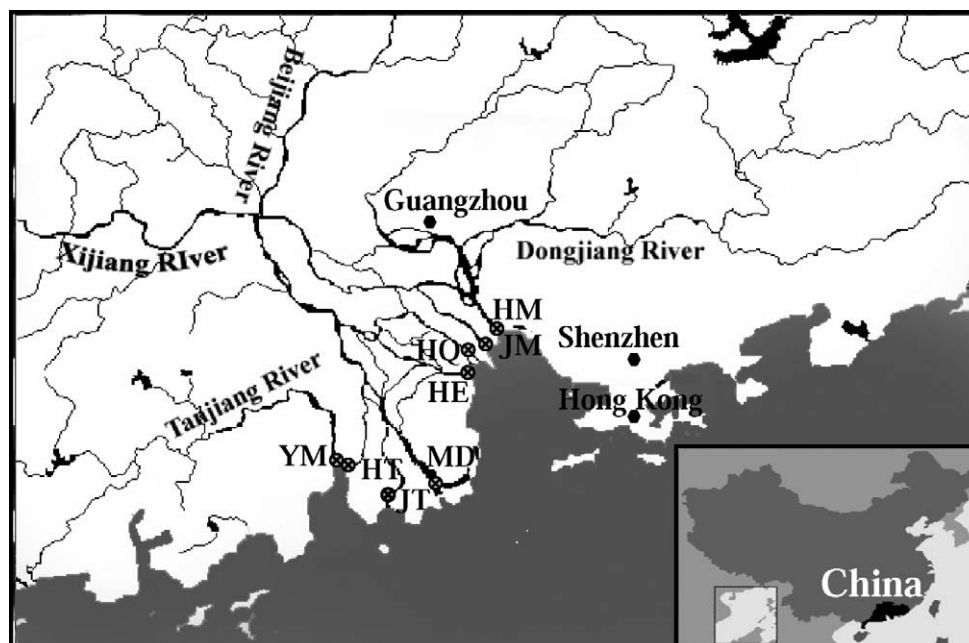 Beijiang River
Guangzhou
Xijiang RIver
Dongjiang River
HM
JM
HQ
Shenzhen
HE
Tanjiang River
Hong Kong
YM
HT
MD
JT
China